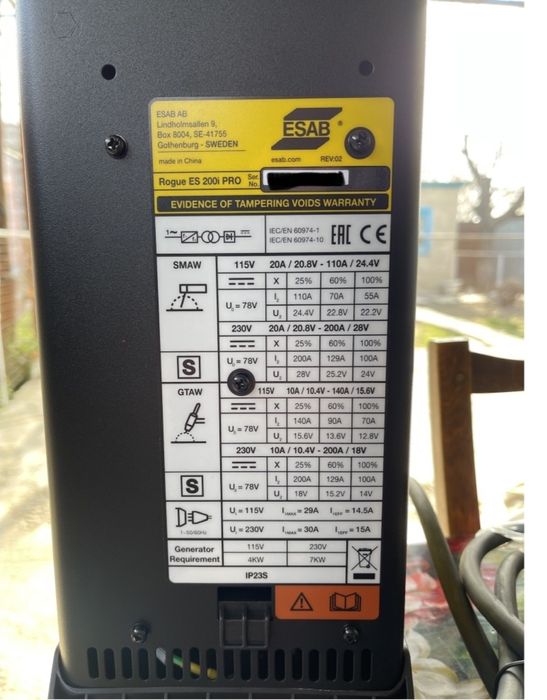 ESAB AB
Lindholmsallen 9,
Box 8004, SE-41755
Gothenburg - SWEDEN
made in China
ESAB ®
esab.com REV:02
Rogue ES 200i PRO Ser. No.
EVIDENCE OF TAMPERING VOIDS WARRANTY
1~ IEC/EN 60974-1
IEC/EN 60974-10 EAC CE
SMAW 115V 20A / 20.8V - 110A / 24.4V
X 25% 60% 100%
U₀ = 78V I₂ 110A 70A 55A
U₂ 24.4V 22.8V 22.2V
230V 20A / 20.8V - 200A / 28V
X 25% 60% 100%
S U₀ = 78V I₂ 200A 129A 100A
U₂ 28V 25.2V 24V
GTAW 115V 10A / 10.4V - 140A / 15.6V
X 25% 60% 100%
U₀ = 78V I₂ 140A 90A 70A
U₂ 15.6V 13.6V 12.8V
230V 10A / 10.4V - 200A / 18V
X 25% 60% 100%
S U₀ = 78V I₂ 200A 129A 100A
U₂ 18V 15.2V 14V
U₁ = 115V I₁MAX = 29A I₁EFF = 14.5A
1~50/60Hz U₁ = 230V I₁MAX = 30A I₁EFF = 15A
Generator 115V 230V
Requirement 4KW 7KW
IP23S